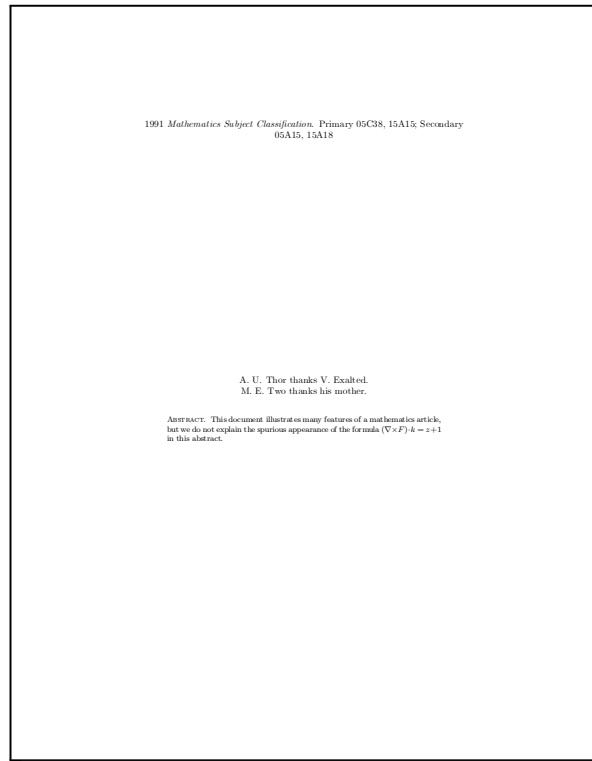 1991 Mathematics Subject Classification. Primary 05C38, 15A15; Secondary
05A15, 15A18
A. U. Thor thanks V. Exalted.
M. E. Two thanks his mother.
Abstract. This document illustrates many features of a mathematics article,
but we do not explain the spurious appearance of the formula (∇×F)·k = z+1
in this abstract.